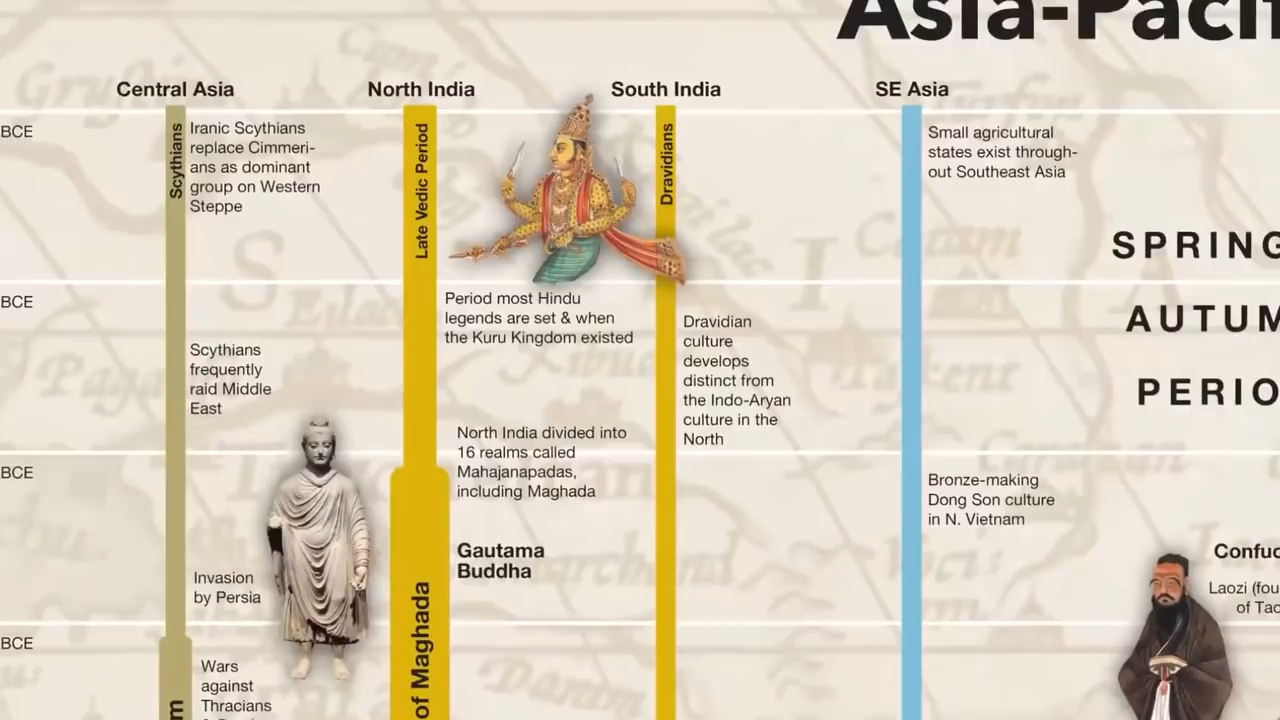 Asia-Pacif
Central Asia
North India
South India
SE Asia
BCE
Scythians
Iranic Scythians
replace Cimmeri-
ans as dominant
group on Western
Steppe
Late Vedic Period
Dravidians
Small agricultural
states exist through-
out Southeast Asia
SPRING
AUTUM
PERIO
BCE
Period most Hindu
legends are set & when
the Kuru Kingdom existed
Dravidian
culture
develops
distinct from
the Indo-Aryan
culture in the
North
Scythians
frequently
raid Middle
East
North India divided into
16 realms called
Mahajanapadas,
including Maghada
BCE
Bronze-making
Dong Son culture
in N. Vietnam
Gautama
Buddha
Confuc
Laozi (fou
of Tao
Invasion
by Persia
of Maghada
BCE
Wars
against
Thracians